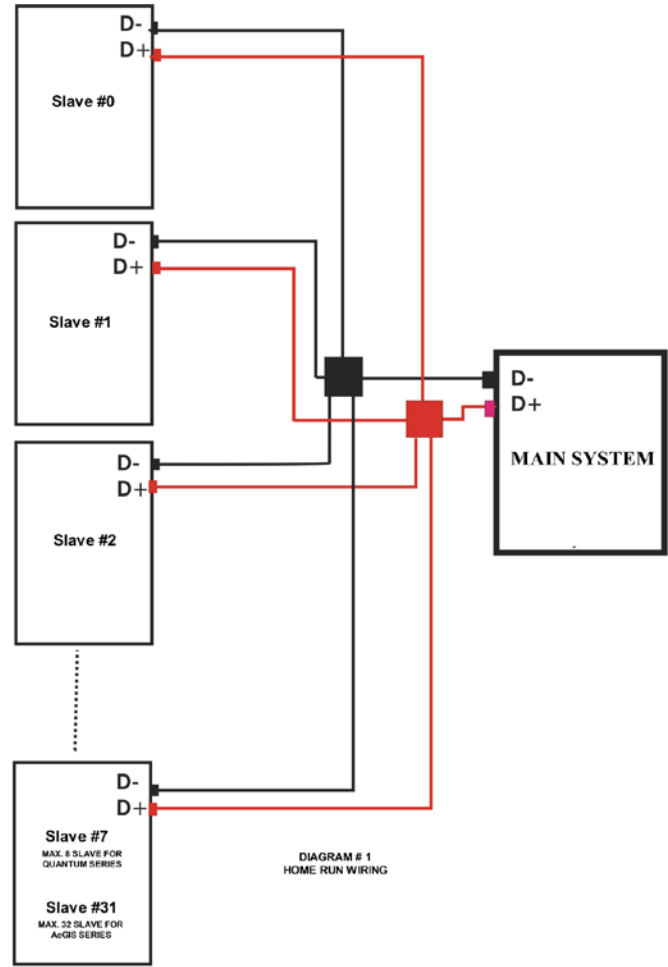 D-
D+
Slave #0
D-
D+
Slave #1
D-
D+
MAIN SYSTEM
D-
D+
Slave #2
D-
D+
Slave #7
MAX. 8 SLAVE FOR
QUANTUM SERIES
Slave #31
MAX. 32 SLAVE FOR
AeGIS SERIES
DIAGRAM # 1
HOME RUN WIRING